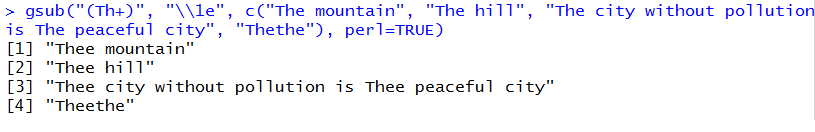 > gsub("(Th+)", "\\1e", c("The mountain", "The hill", "The city without pollution
is The peaceful city", "Thethe"), perl=TRUE)
[1] "Thee mountain"
[2] "Thee hill"
[3] "Thee city without pollution is Thee peaceful city"
[4] "Theethe"